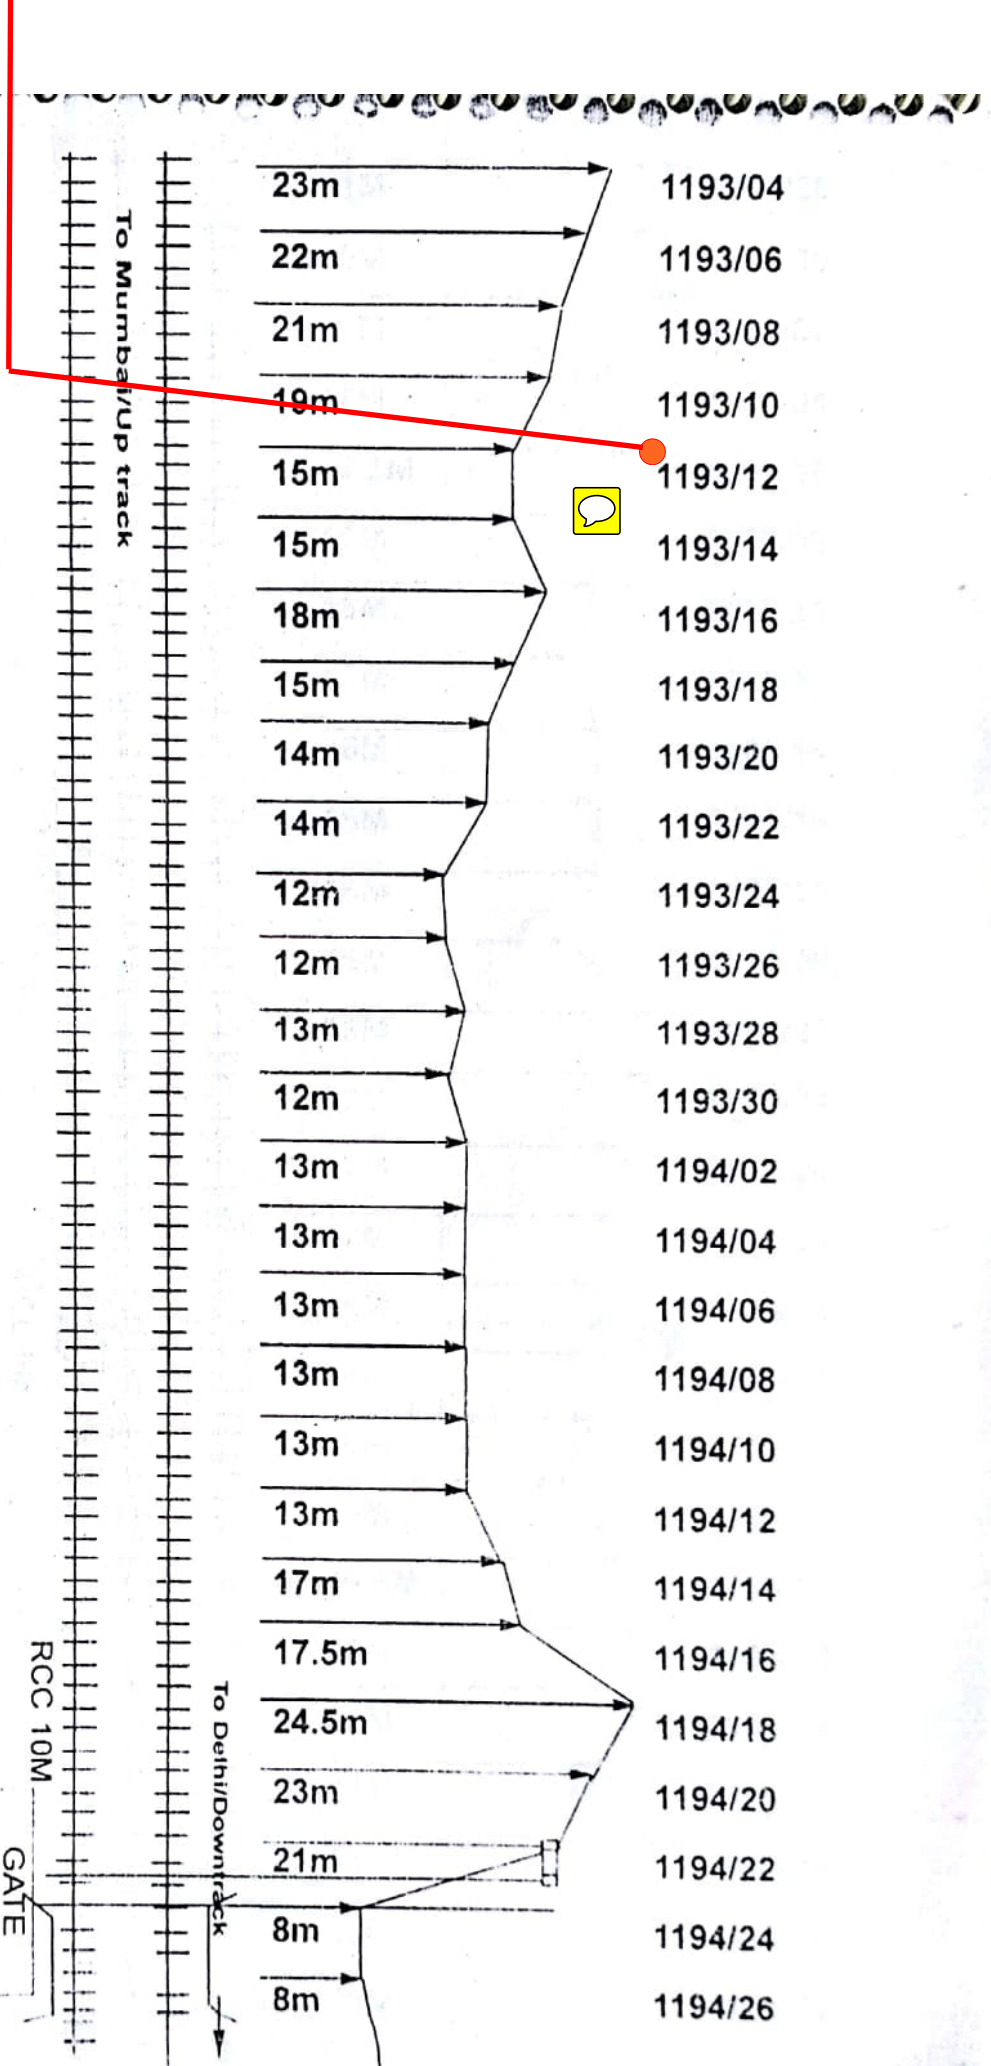 23m 1193/04
22m 1193/06
21m 1193/08
19m 1193/10
15m 1193/12
15m 1193/14
18m 1193/16
15m 1193/18
14m 1193/20
14m 1193/22
12m 1193/24
12m 1193/26
13m 1193/28
12m 1193/30
13m 1194/02
13m 1194/04
13m 1194/06
13m 1194/08
13m 1194/10
13m 1194/12
17m 1194/14
17.5m 1194/16
24.5m 1194/18
23m 1194/20
21m 1194/22
8m 1194/24
8m 1194/26
To Mumbai/Up track
To Delhi/Downtrack
RCC 10M
GATE